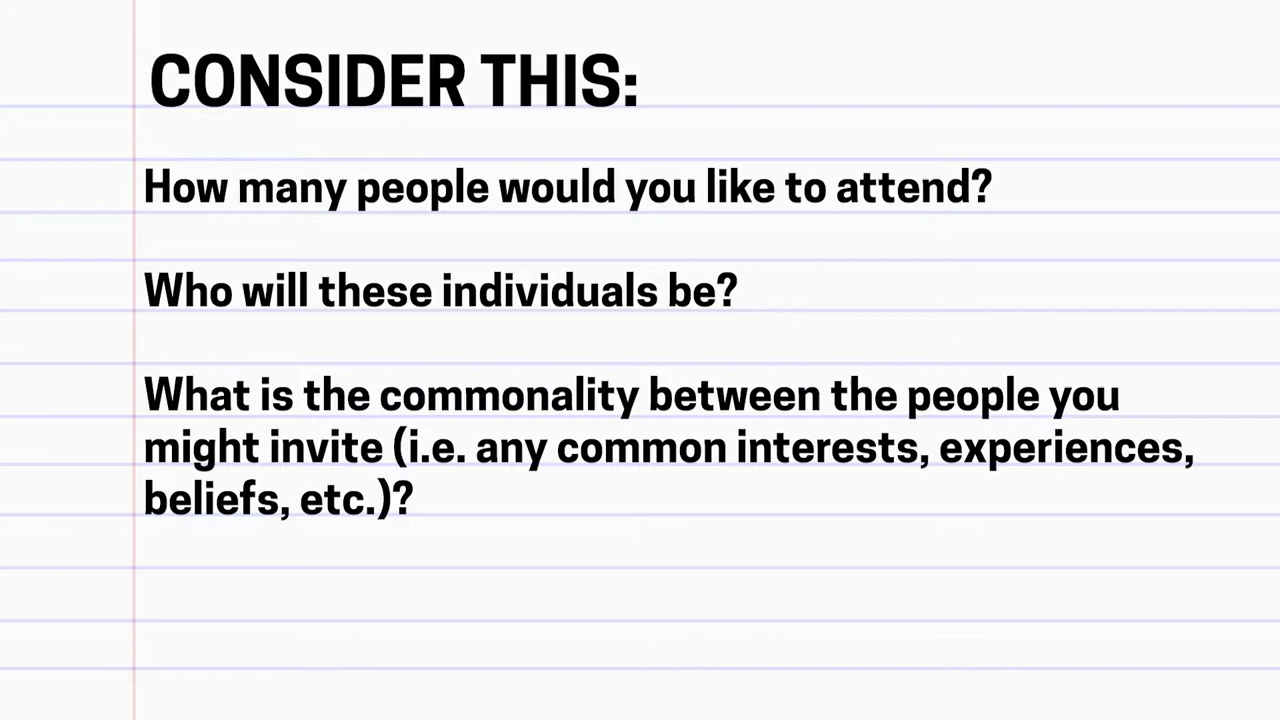 CONSIDER THIS:
How many people would you like to attend?
Who will these individuals be?
What is the commonality between the people you
might invite (i.e. any common interests, experiences,
beliefs, etc.)?